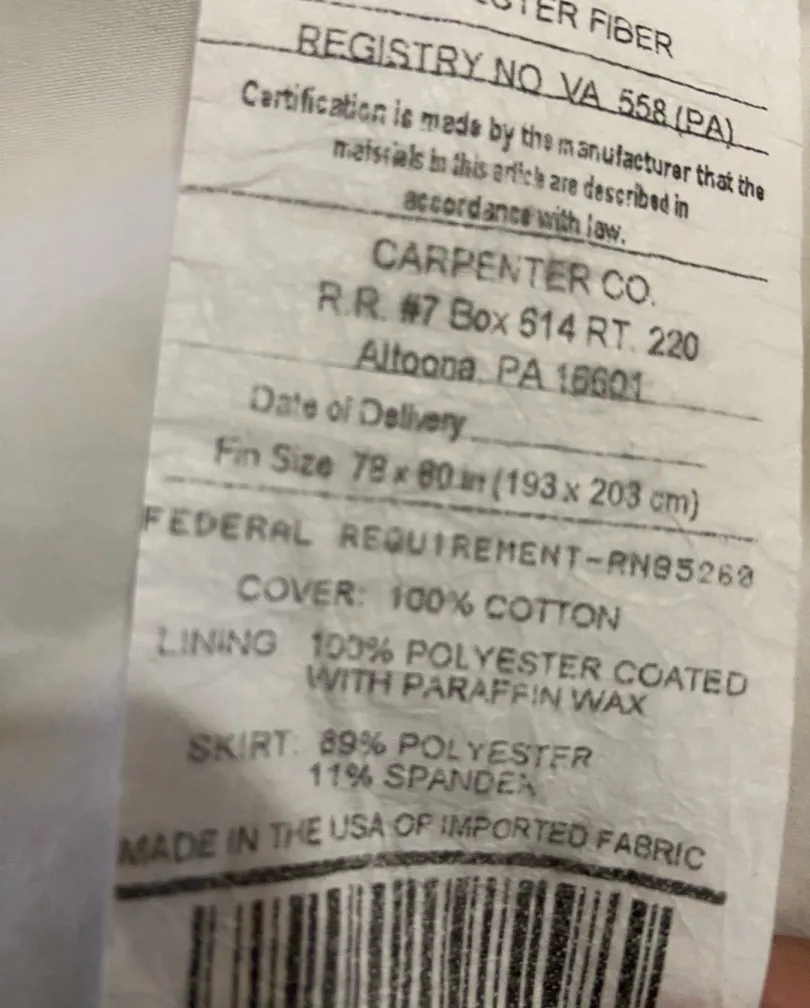 FIBER
REGISTRY NO VA 558 (PA)
Certification is made by the manufacturer that the
materials in this article are described in
accordance with law.
CARPENTER CO.
R.R. #7 Box 614 RT. 220
Altoona, PA 16601
Date of Delivery
Fin Size 78 x 80 in (193 x 203 cm)
FEDERAL REQUIREMENT-RN95260
COVER: 100% COTTON
LINING 100% POLYESTER COATED
WITH PARAFFIN WAX
SKIRT: 89% POLYESTER
11% SPANDEX
MADE IN THE USA OF IMPORTED FABRIC